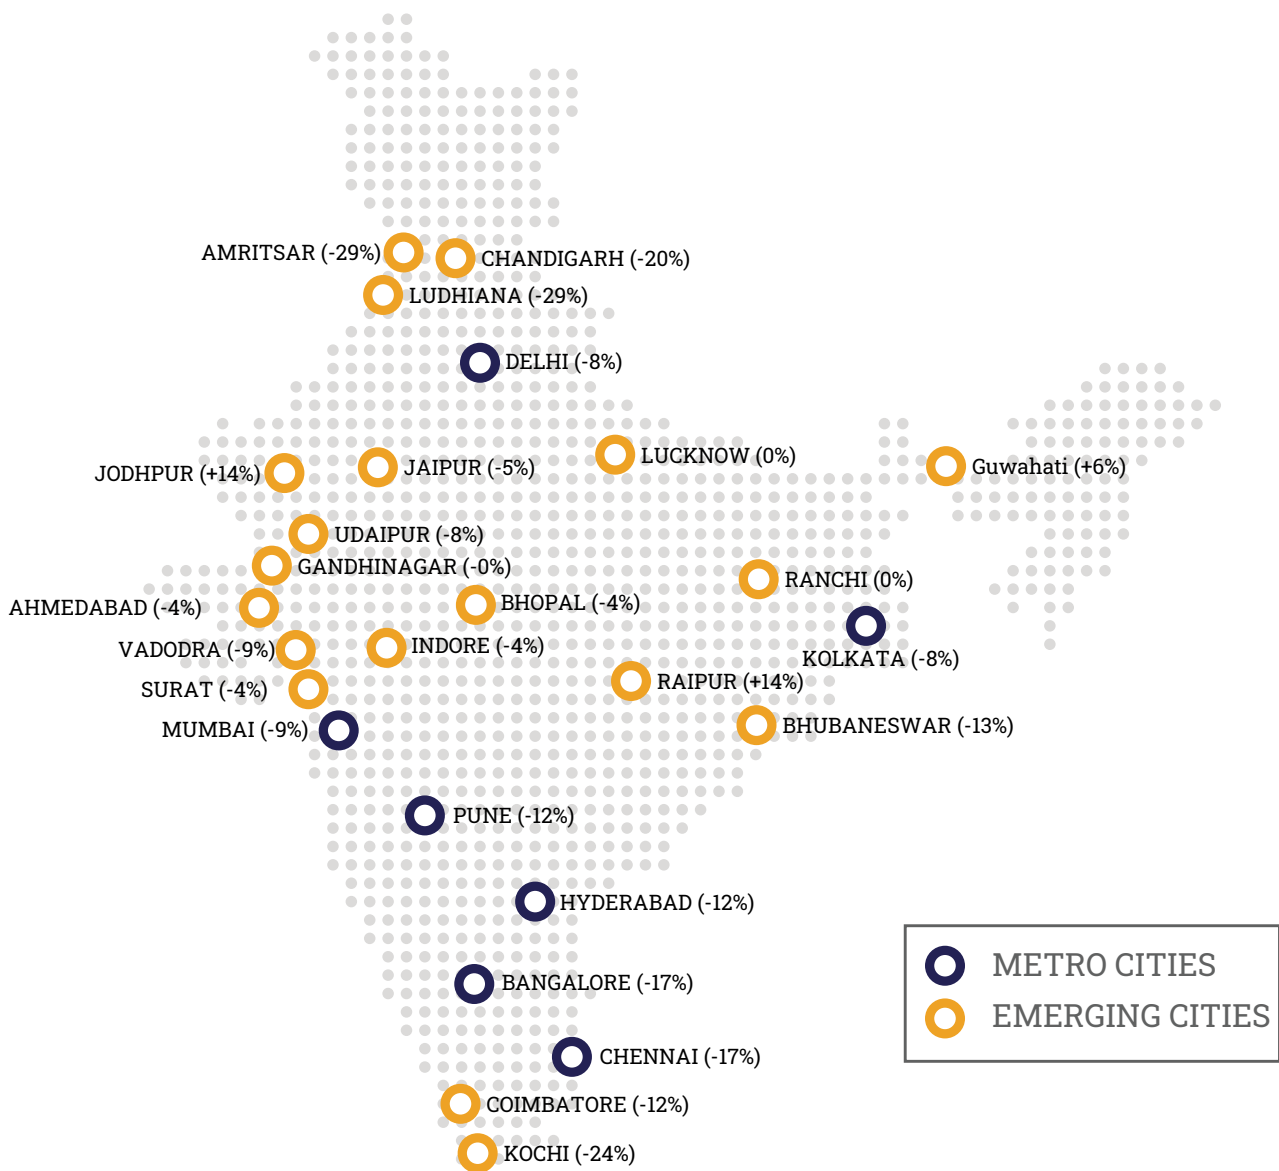 AMRITSAR (-29%)
CHANDIGARH (-20%)
LUDHIANA (-29%)
DELHI (-8%)
LUCKNOW (0%)
JAIPUR (-5%)
Guwahati (+6%)
JODHPUR (+14%)
UDAIPUR (-8%)
GANDHINAGAR (-0%)
RANCHI (0%)
BHOPAL (-4%)
AHMEDABAD (-4%)
INDORE (-4%)
VADODRA (-9%)
KOLKATA (-8%)
RAIPUR (+14%)
SURAT (-4%)
BHUBANESWAR (-13%)
MUMBAI (-9%)
PUNE (-12%)
HYDERABAD (-12%)
METRO CITIES
BANGALORE (-17%)
EMERGING CITIES
CHENNAI (-17%)
COIMBATORE (-12%)
KOCHI (-24%)